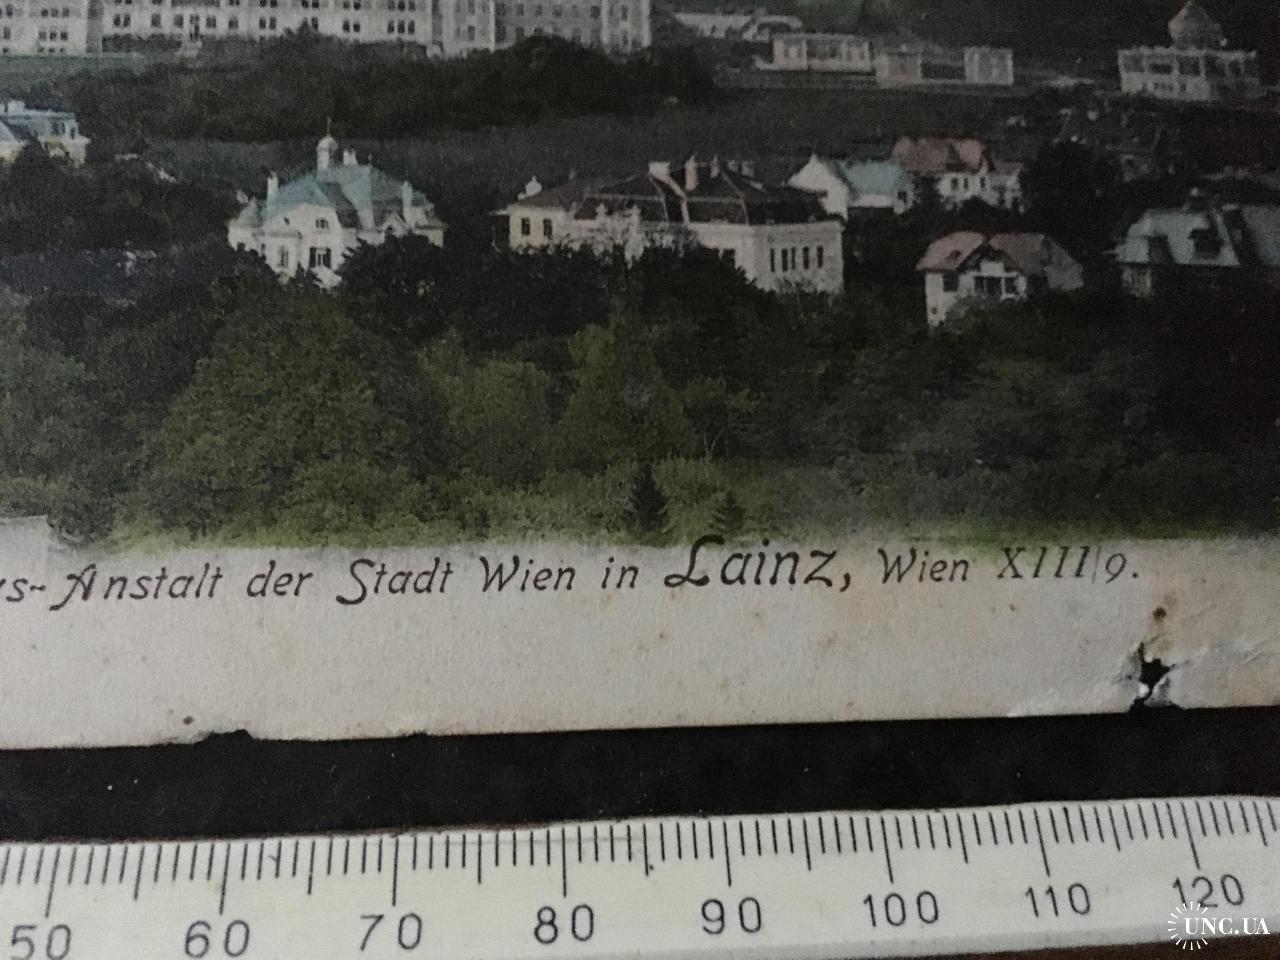 s-Anstalt der Stadt Wien in Lainz, Wien XIII/9.
50 60 70 80 90 100 110 120
UNC.UA